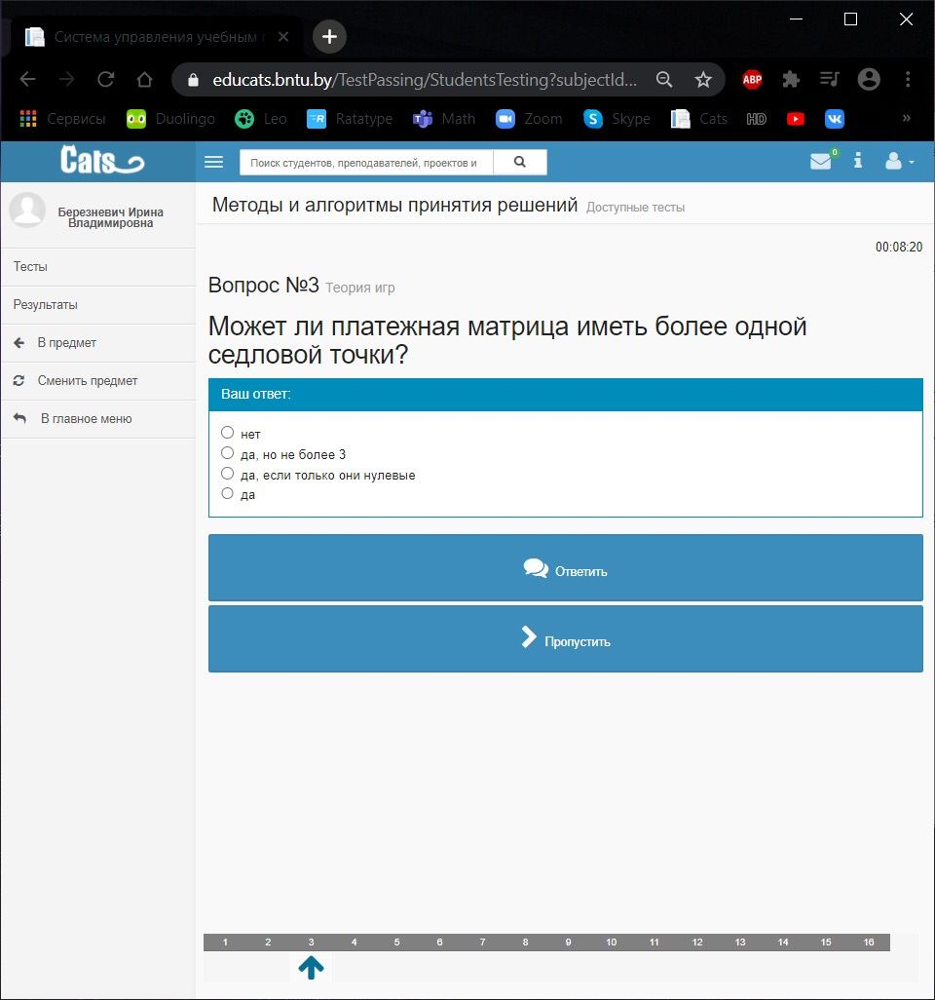 Система управления учебным
educats.bntu.by/TestPassing/StudentsTesting?subjectId...
ABP
Сервисы Duolingo Leo Ratatype Math Zoom Skype Cats HD »
Cats
Поиск студентов, преподавателей, проектов и
0
Березневич Ирина
Владимировна
Тесты
Результаты
В предмет
Сменить предмет
В главное меню
Методы и алгоритмы принятия решений Доступные тесты
00:08:20
Вопрос №3 Теория игр
Может ли платежная матрица иметь более одной
седловой точки?
Ваш ответ:
нет
да, но не более 3
да, если только они нулевые
да
Ответить
Пропустить
1 2 3 4 5 6 7 8 9 10 11 12 13 14 15 16